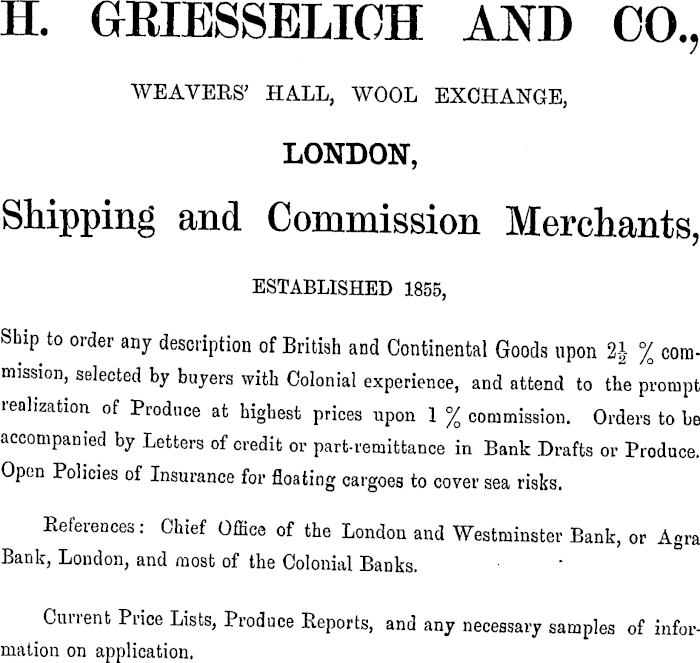 H. GRIESSELICH AND CO.,
WEAVERS' HALL, WOOL EXCHANGE,
LONDON,
Shipping and Commission Merchants,
ESTABLISHED 1855,
Ship to order any description of British and Continental Goods upon 2½ % com-
mission, selected by buyers with Colonial experience, and attend to the prompt
realization of Produce at highest prices upon 1 % commission. Orders to be
accompanied by Letters of credit or part-remittance in Bank Drafts or Produce.
Open Policies of Insurance for floating cargoes to cover sea risks.
References: Chief Office of the London and Westminster Bank, or Agra
Bank, London, and most of the Colonial Banks.
Current Price Lists, Produce Reports, and any necessary samples of infor-
mation on application.